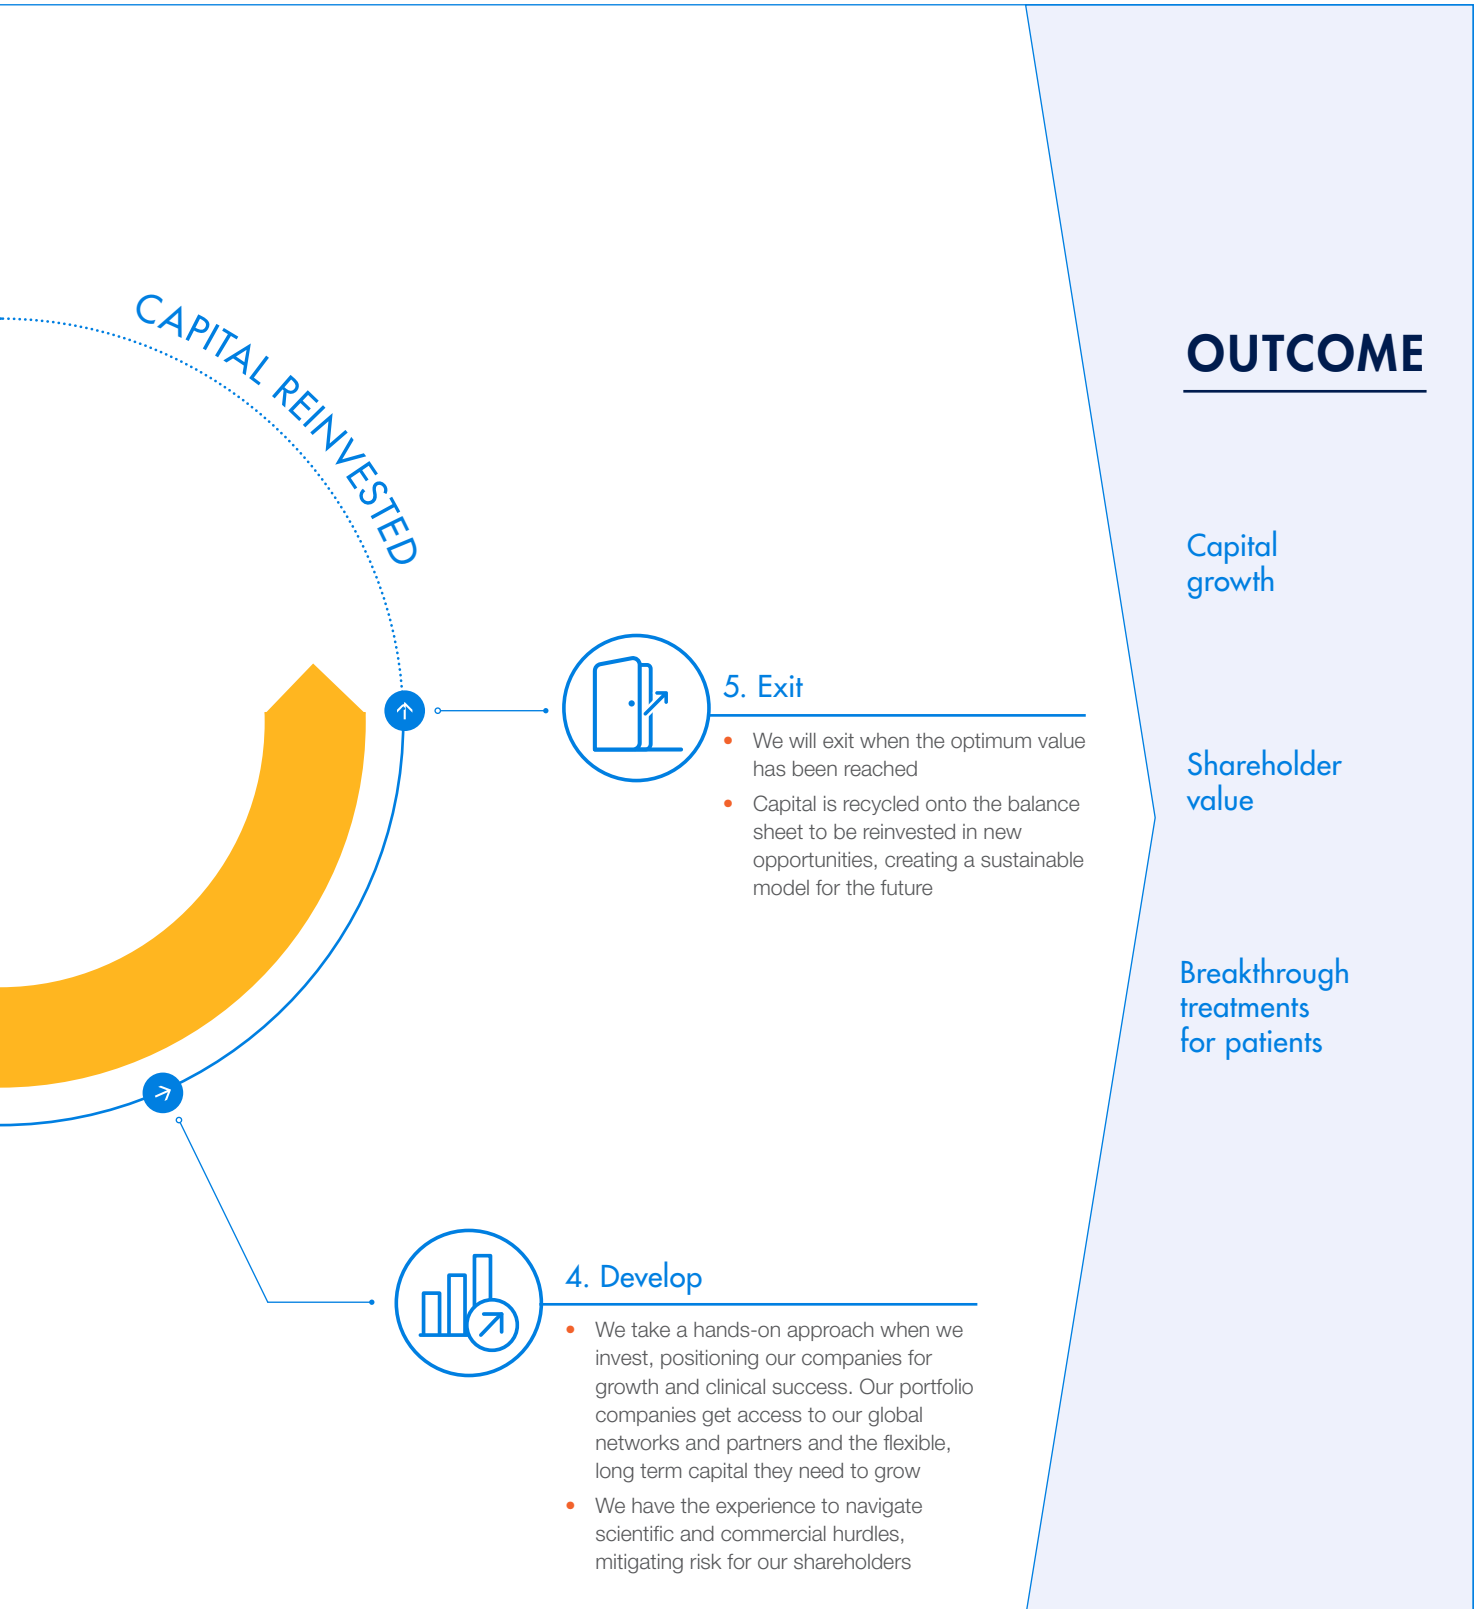 CAPITAL REINVESTED
5. Exit
• We will exit when the optimum value
has been reached
• Capital is recycled onto the balance
sheet to be reinvested in new
opportunities, creating a sustainable
model for the future
4. Develop
• We take a hands-on approach when we
invest, positioning our companies for
growth and clinical success. Our portfolio
companies get access to our global
networks and partners and the flexible,
long term capital they need to grow
• We have the experience to navigate
scientific and commercial hurdles,
mitigating risk for our shareholders
OUTCOME
Capital
growth
Shareholder
value
Breakthrough
treatments
for patients